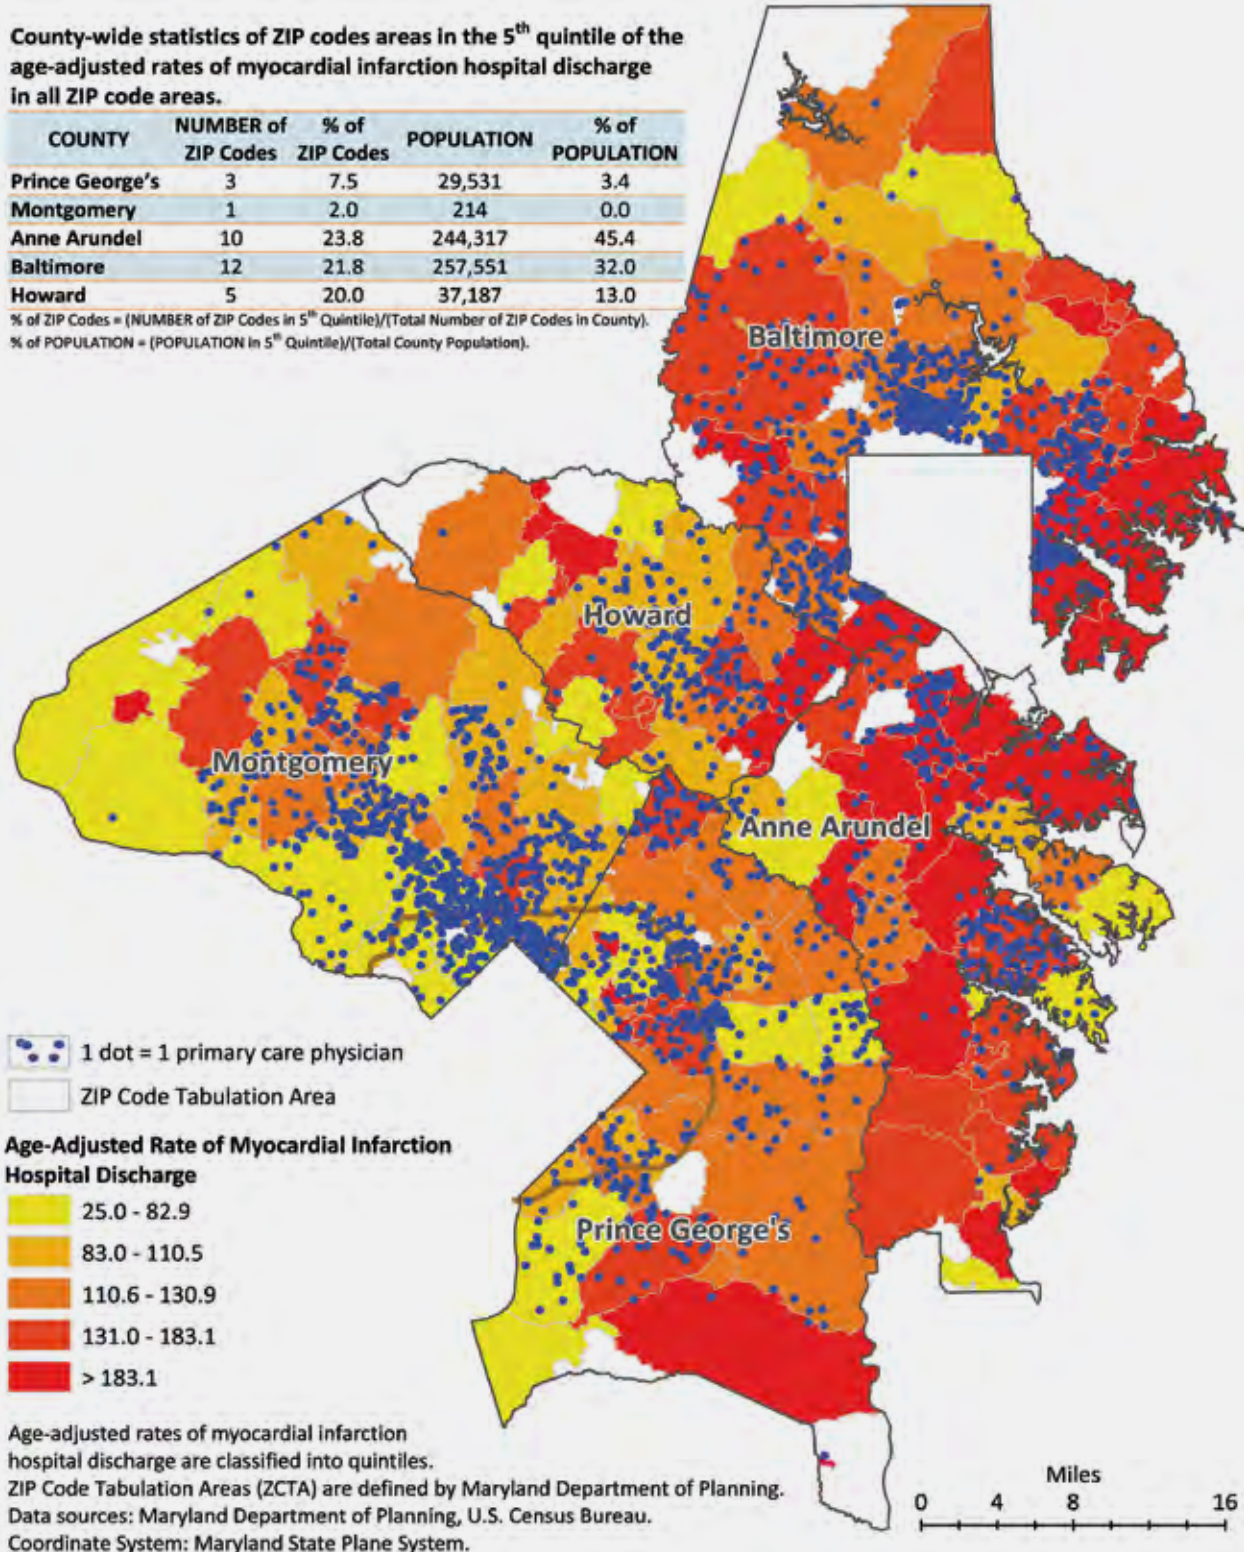 County-wide statistics of ZIP codes areas in the 5th quintile of the
age-adjusted rates of myocardial infarction hospital discharge
in all ZIP code areas.
COUNTY NUMBER of ZIP Codes % of ZIP Codes POPULATION % of POPULATION
Prince George's 3 7.5 29,531 3.4
Montgomery 1 2.0 214 0.0
Anne Arundel 10 23.8 244,317 45.4
Baltimore 12 21.8 257,551 32.0
Howard 5 20.0 37,187 13.0
% of ZIP Codes = (NUMBER of ZIP Codes in 5th Quintile)/(Total Number of ZIP Codes in County).
% of POPULATION = (POPULATION in 5th Quintile)/(Total County Population).
Baltimore
Howard
Montgomery
Anne Arundel
Prince George's
1 dot = 1 primary care physician
ZIP Code Tabulation Area
Age-Adjusted Rate of Myocardial Infarction
Hospital Discharge
25.0 - 82.9
83.0 - 110.5
110.6 - 130.9
131.0 - 183.1
> 183.1
Age-adjusted rates of myocardial infarction
hospital discharge are classified into quintiles.
ZIP Code Tabulation Areas (ZCTA) are defined by Maryland Department of Planning.
Data sources: Maryland Department of Planning, U.S. Census Bureau.
Coordinate System: Maryland State Plane System.
Miles
0 4 8 16